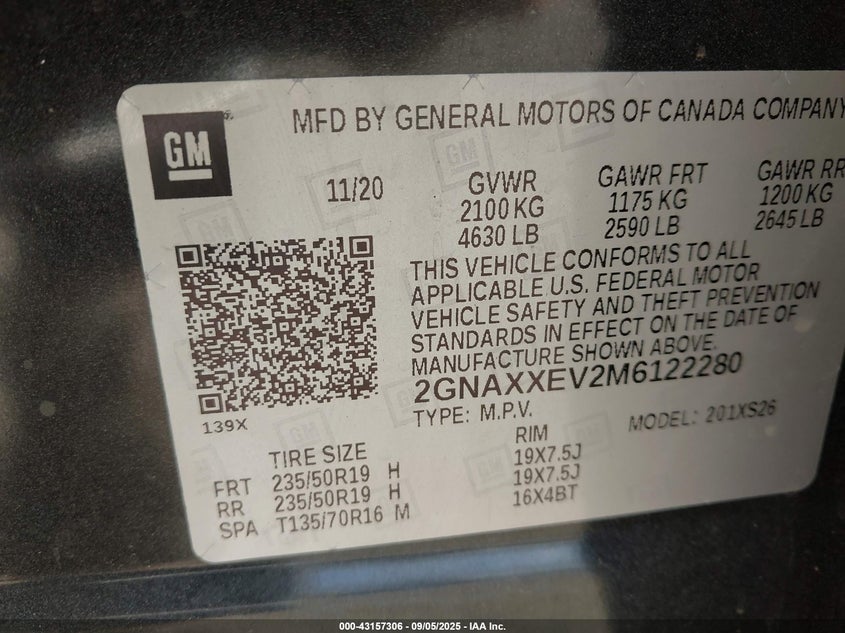 MFD BY GENERAL MOTORS OF CANADA COMPANY
GM
11/20
GVWR
2100 KG
4630 LB
GAWR FRT
1175 KG
2590 LB
GAWR RR
1200 KG
2645 LB
THIS VEHICLE CONFORMS TO ALL
APPLICABLE U.S. FEDERAL MOTOR
VEHICLE SAFETY AND THEFT PREVENTION
STANDARDS IN EFFECT ON THE DATE OF
MANUFACTURE SHOWN ABOVE.
2GNAXXEV2M6122280
TYPE: M.P.V.
MODEL: 201XS26
139X
TIRE SIZE
RIM
FRT 235/50R19 H 19X7.5J
RR 235/50R19 H 19X7.5J
SPA T135/70R16 M 16X4BT
000-43157306 - 09/05/2025 - IAA Inc.